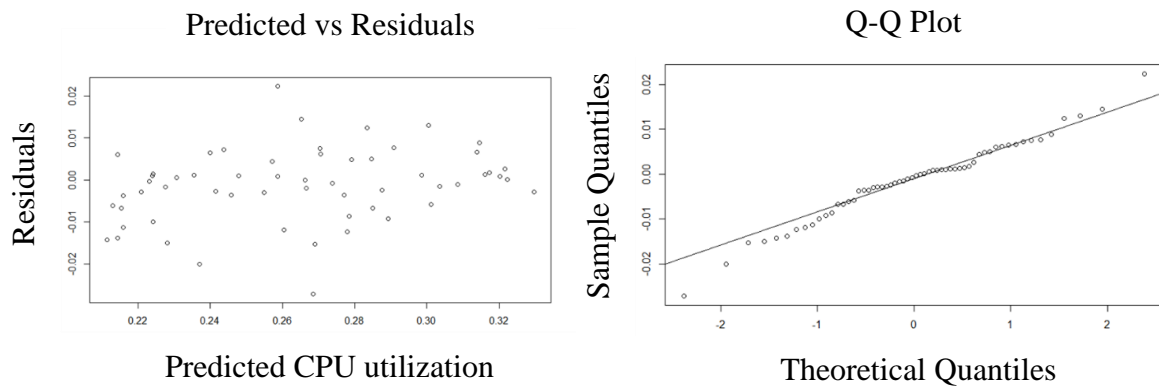 Predicted vs Residuals
Residuals
0.02
0.01
0.00
-0.01
-0.02
0.22 0.24 0.26 0.28 0.30 0.32
Predicted CPU utilization
Q-Q Plot
Sample Quantiles
0.02
0.01
0.00
-0.01
-0.02
-2 -1 0 1 2
Theoretical Quantiles